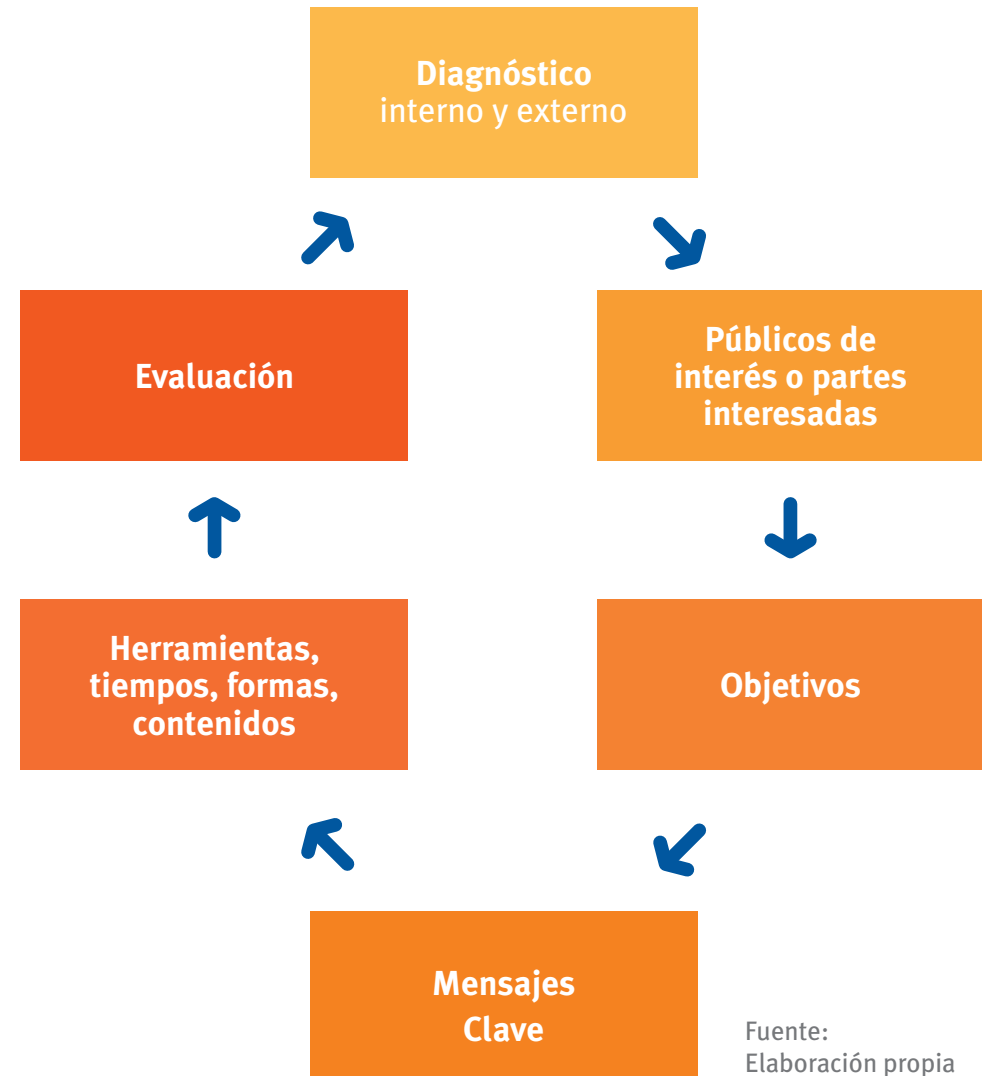 Diagnóstico
interno y externo
Públicos de
interés o partes
interesadas
Objetivos
Mensajes
Clave
Herramientas,
tiempos, formas,
contenidos
Evaluación
Fuente:
Elaboración propia